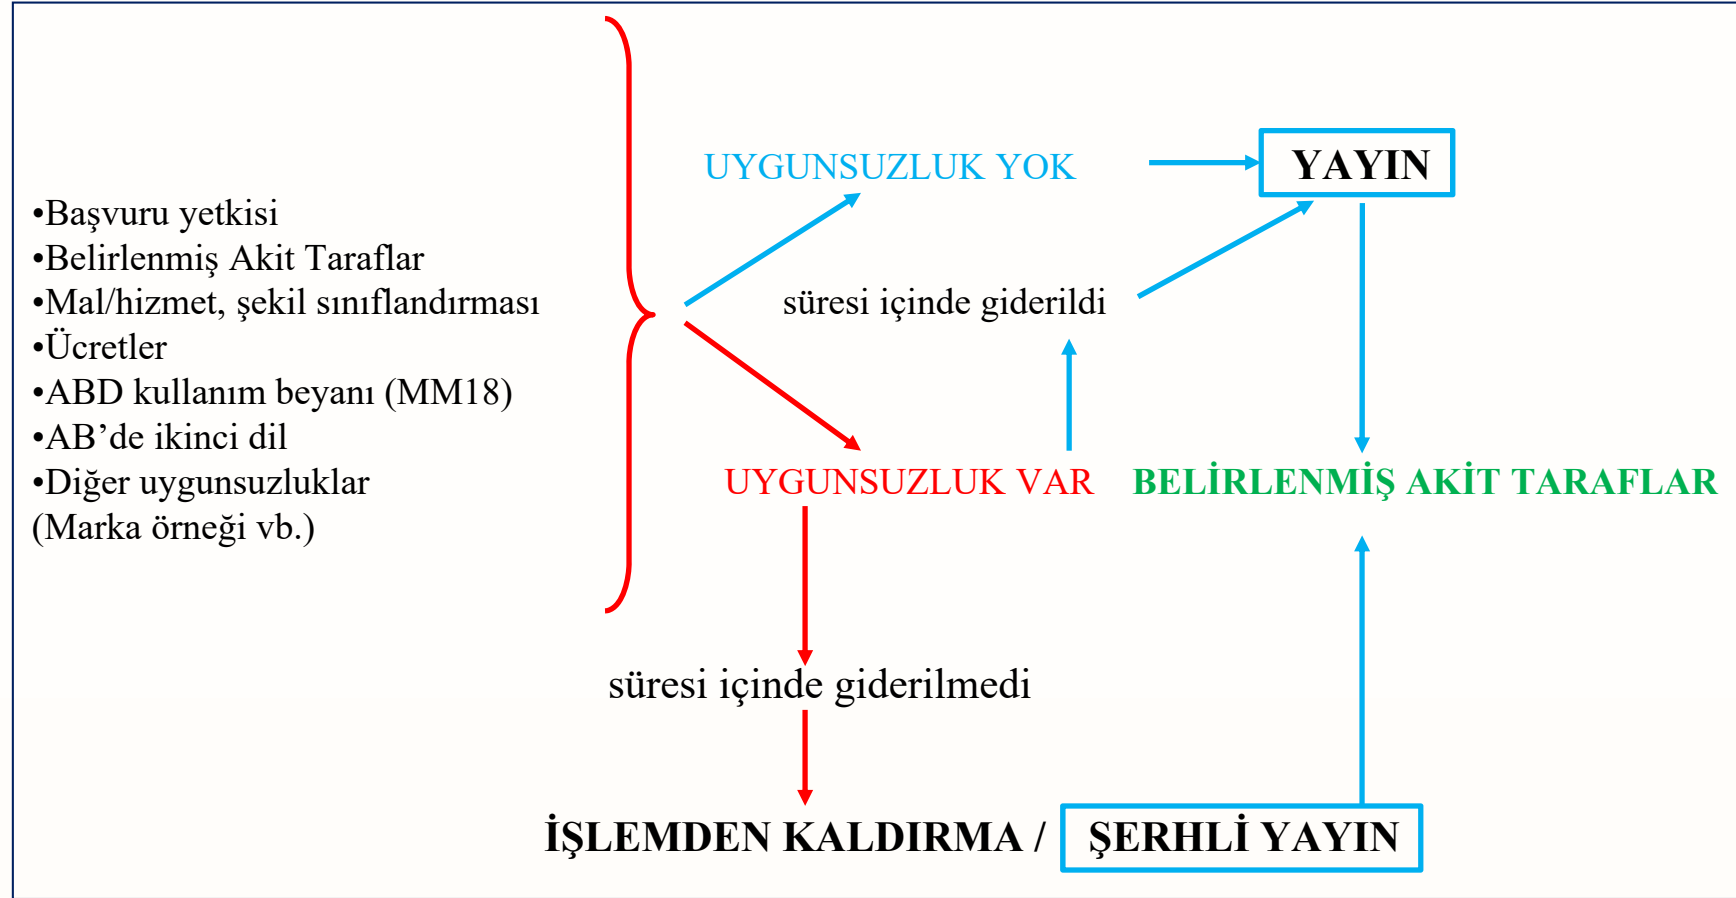 •Başvuru yetkisi
•Belirlenmiş Akit Taraflar
•Mal/hizmet, şekil sınıflandırması
•Ücretler
•ABD kullanım beyanı (MM18)
•AB’de ikinci dil
•Diğer uygunsuzluklar
(Marka örneği vb.)
UYGUNSUZLUK YOK
YAYIN
süresi içinde giderildi
UYGUNSUZLUK VAR
BELİRLENMİŞ AKİT TARAFLAR
süresi içinde giderilmedi
İŞLEMDEN KALDIRMA / ŞERHLİ YAYIN